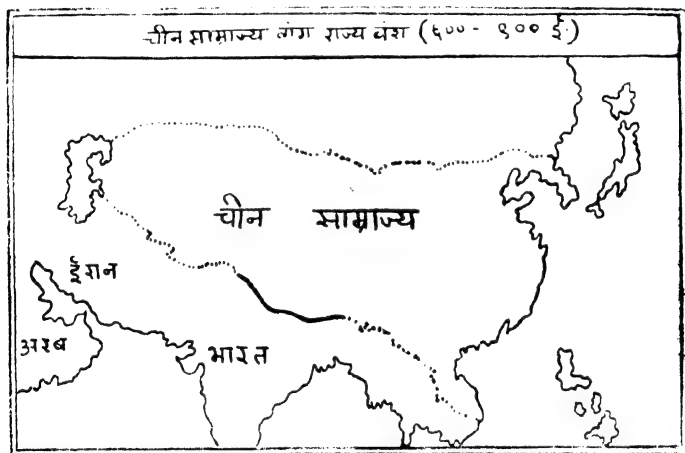 चीन साम्राज्य तांग राज्य वंश (६०० - ९०० ई.)
चीन साम्राज्य
ईरान
अरब
भारत